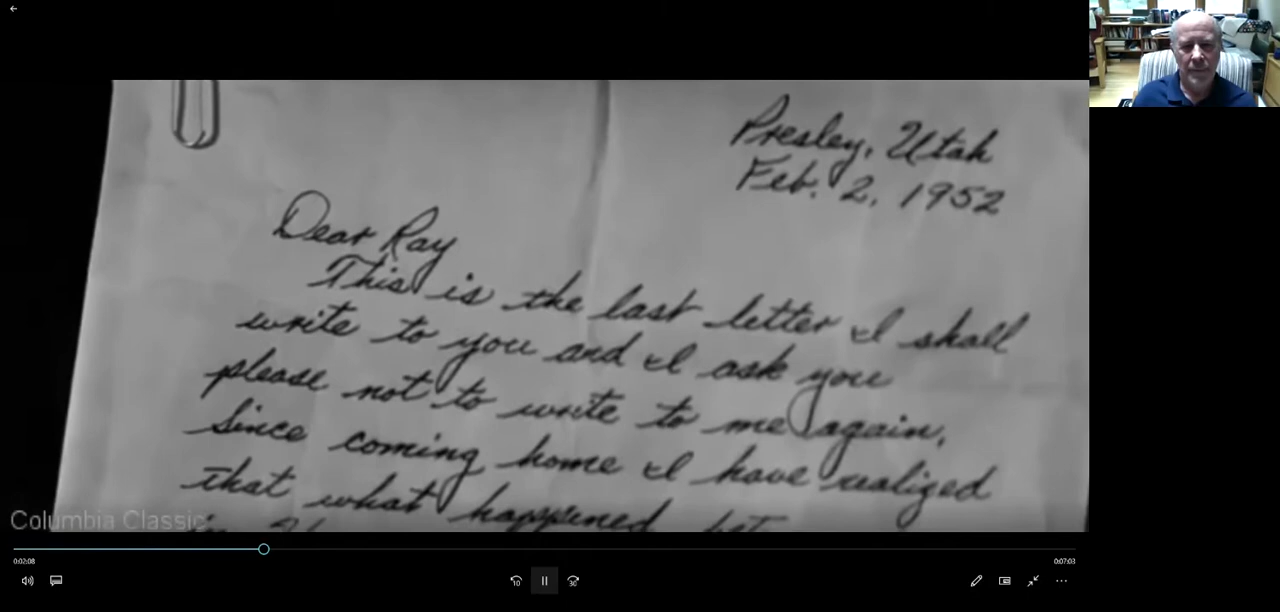 Presley, Utah
Feb. 2, 1952
Dear Ray
This is the last letter I shall
write to you and I ask you
please not to write to me again.
Since coming home I have realized
that what happened
Columbia Classic
0:02:08
0:07:03
10
30